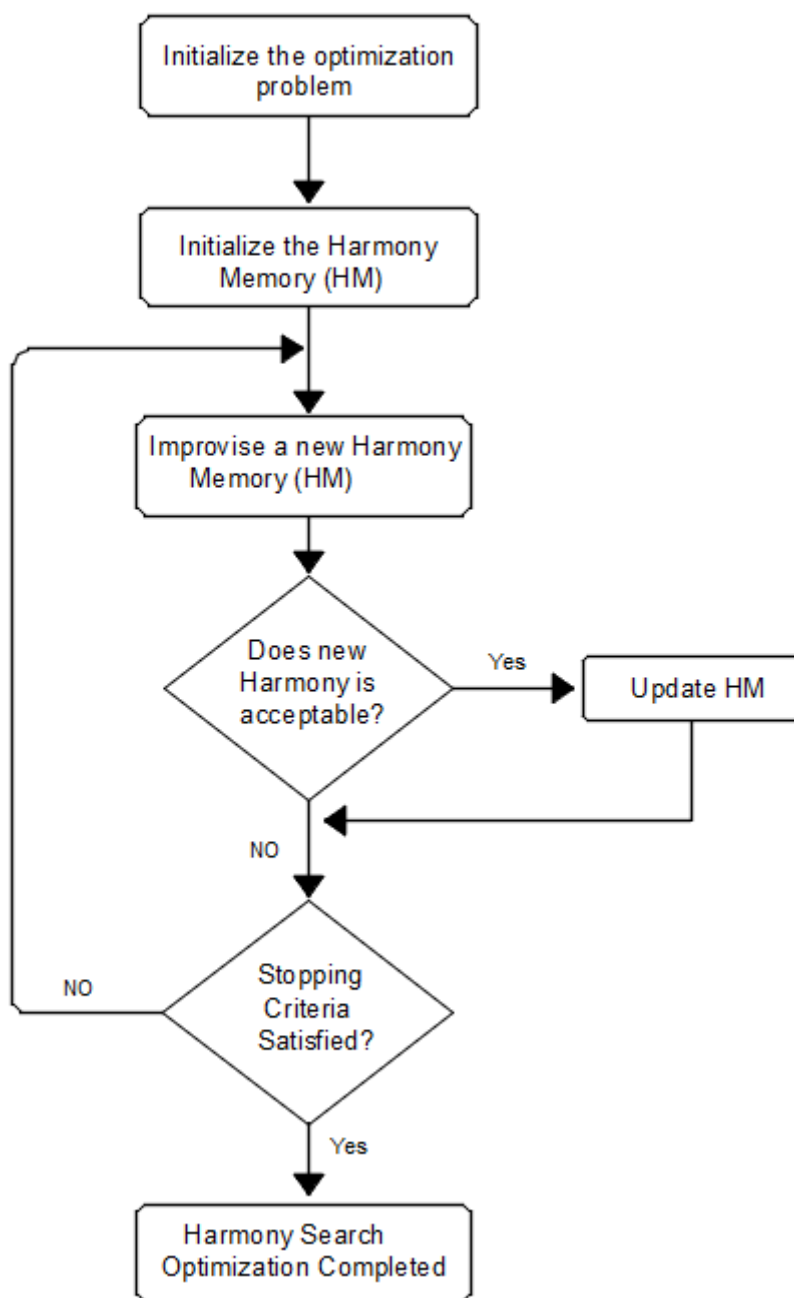 Initialize the optimization
problem
Initialize the Harmony
Memory (HM)
Improvise a new Harmony
Memory (HM)
Does new
Harmony is
acceptable?
Yes
Update HM
NO
Stopping
Criteria
Satisfied?
NO
Yes
Harmony Search
Optimization Completed